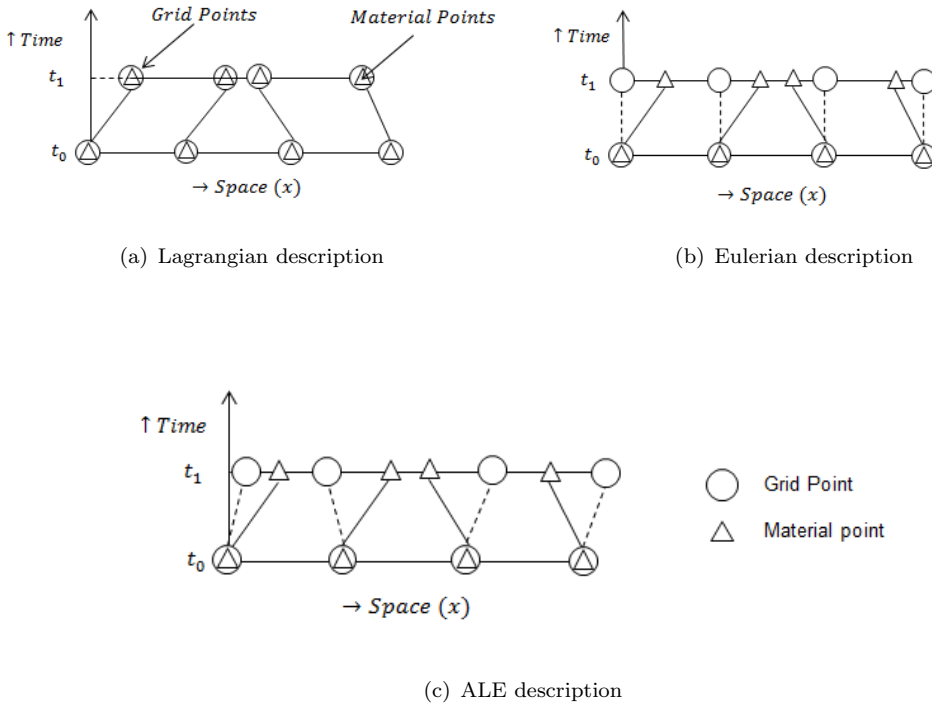 Grid Points
Material Points
↑ Time
t₁
t₀
→ Space (x)
(a) Lagrangian description
↑ Time
t₁
t₀
→ Space (x)
(b) Eulerian description
↑ Time
t₁
t₀
→ Space (x)
Grid Point
Material point
(c) ALE description